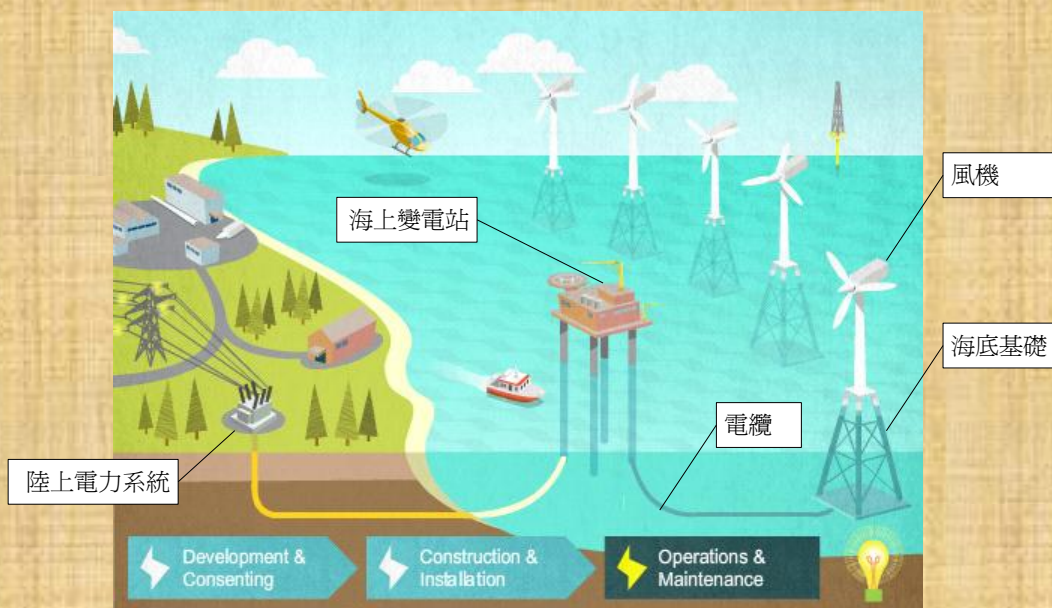 風機
海上變電站
海底基礎
電纜
陸上電力系統
Development &
Consenting
Construction &
Installation
Operations &
Maintenance